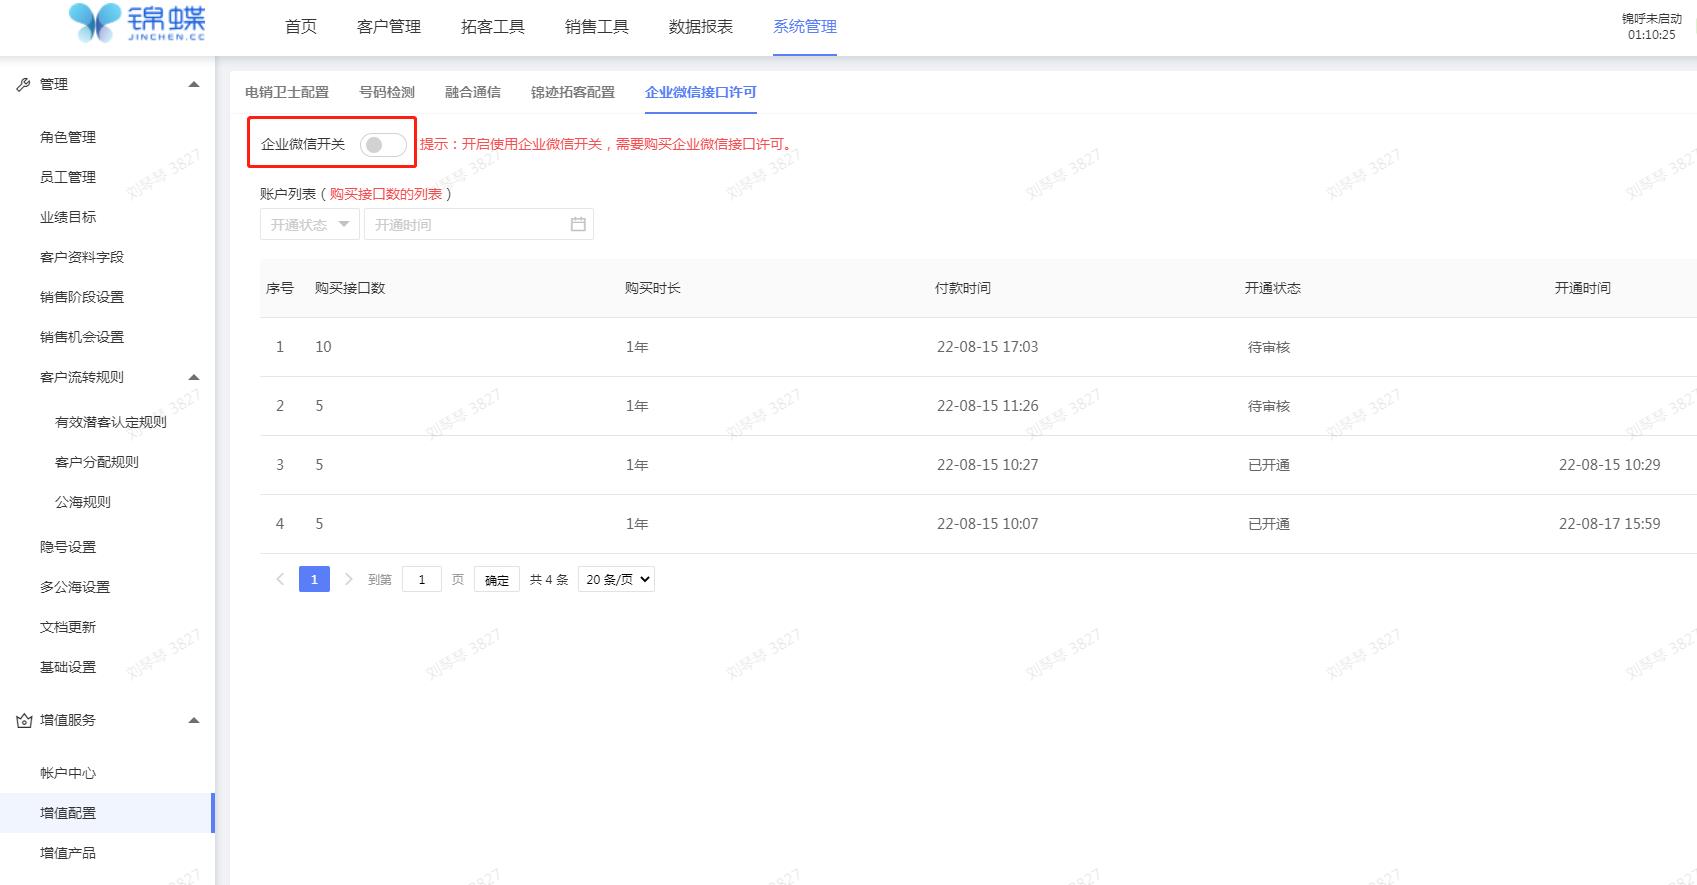 锦蝶
JINCHEN.CC
首页 客户管理 拓客工具 销售工具 数据报表 系统管理
锦呼未启动
01:10:25
管理
角色管理
员工管理
业绩目标
客户资料字段
销售阶段设置
销售机会设置
客户流转规则
有效潜客认定规则
客户分配规则
公海规则
隐号设置
多公海设置
文档更新
基础设置
增值服务
帐户中心
增值配置
增值产品
电销卫士配置 号码检测 融合通信 锦迹拓客配置 企业微信接口许可
企业微信开关 提示：开启使用企业微信开关，需要购买企业微信接口许可。
账户列表（购买接口数的列表）
开通状态 开通时间
序号 购买接口数 购买时长 付款时间 开通状态 开通时间
1 10 1年 22-08-15 17:03 待审核
2 5 1年 22-08-15 11:26 待审核
3 5 1年 22-08-15 10:27 已开通 22-08-15 10:29
4 5 1年 22-08-15 10:07 已开通 22-08-17 15:59
1 到第 1 页 确定 共 4 条 20 条/页
刘琴琴 3827